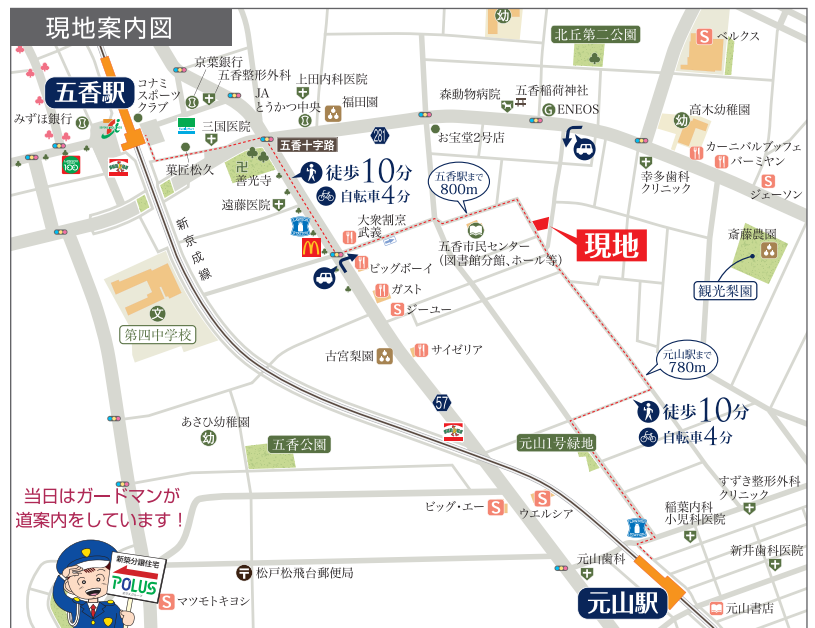 現地案内図
幼
北丘第二公園
S ベルクス
京葉銀行
五香整形外科
上田内科医院
コナミ
スポーツ
クラブ
五香駅
JA
とうかつ中央
福田園
森動物病院
五香稲荷神社
ENEOS
みずほ銀行
三国医院
281
お宝堂2号店
高木幼稚園
幼
五香十字路
カーニバルブッフェ
バーミヤン
菓匠松久
卍
善光寺
徒歩10分
自転車4分
幸多歯科
クリニック
S
ジェーソン
遠藤医院
五香駅まで
800m
新京成線
大衆割烹
武義
五香市民センター
(図書館分館、ホール等)
現地
斎藤農園
観光梨園
ビッグボーイ
ガスト
S ジーユー
文
第四中学校
古宮梨園
サイゼリア
元山駅まで
780m
57
徒歩10分
自転車4分
あさひ幼稚園
幼
五香公園
元山1号緑地
当日はガードマンが
道案内をしています!
すずき整形外科
クリニック
稲葉内科
小児科医院
ビッグ・エー S
S
ウエルシア
新井歯科医院
元山歯科
新築分譲住宅
POLUS
松戸松飛台郵便局
S マツモトキヨシ
元山駅
元山書店